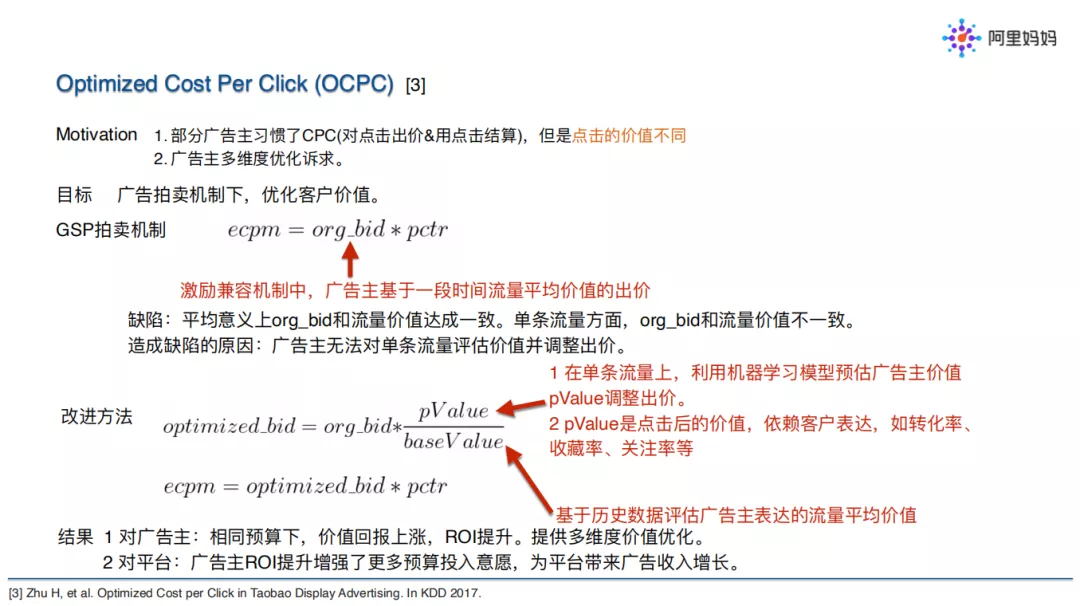 阿里妈妈
Optimized Cost Per Click (OCPC) [3]
Motivation 1. 部分广告主习惯了CPC(对点击出价&用点击结算)，但是点击的价值不同
2. 广告主多维度优化诉求。
目标 广告拍卖机制下，优化客户价值。
GSP拍卖机制 ecpm = org_bid * pctr
激励兼容机制中，广告主基于一段时间流量平均价值的出价
缺陷：平均意义上org_bid和流量价值达成一致。单条流量方面，org_bid和流量价值不一致。
造成缺陷的原因：广告主无法对单条流量评估价值并调整出价。
1 在单条流量上，利用机器学习模型预估广告主价值
pValue调整出价。
2 pValue是点击后的价值，依赖客户表达，如转化率、
收藏率、关注率等
改进方法 optimized_bid = org_bid* pValue / baseValue
ecpm = optimized_bid * pctr
基于历史数据评估广告主表达的流量平均价值
结果 1 对广告主：相同预算下，价值回报上涨，ROI提升。提供多维度价值优化。
2 对平台：广告主ROI提升增强了更多预算投入意愿，为平台带来广告收入增长。
[3] Zhu H, et al. Optimized Cost per Click in Taobao Display Advertising. In KDD 2017.